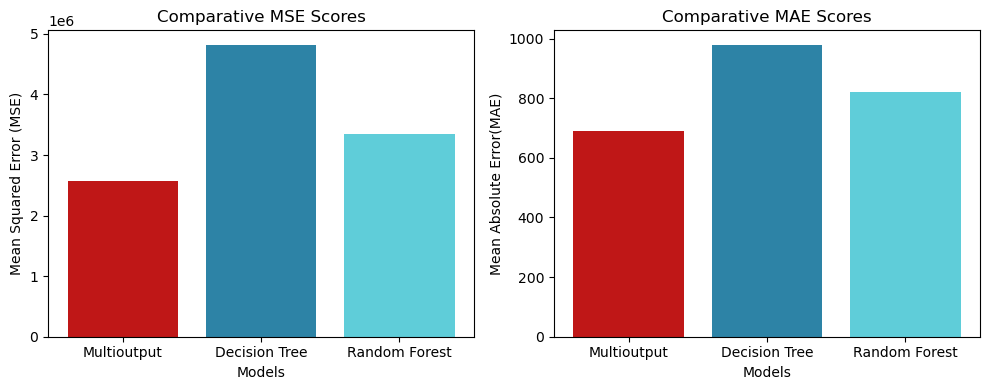 Comparative MSE Scores
1e6
5
4
3
2
1
0
Mean Squared Error (MSE)
Multioutput
Decision Tree
Random Forest
Models
Comparative MAE Scores
1000
800
600
400
200
0
Mean Absolute Error(MAE)
Multioutput
Decision Tree
Random Forest
Models